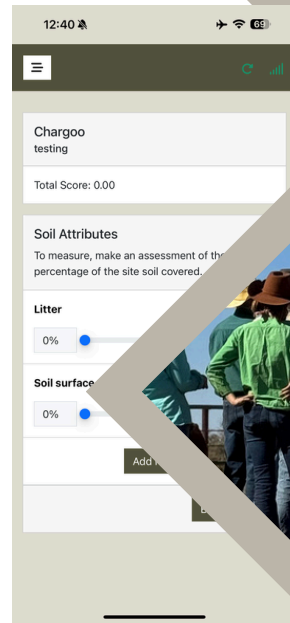 12:40
69
Chargoo
testing
Total Score: 0.00
Soil Attributes
To measure, make an assessment of the
percentage of the site soil covered.
Litter
0%
Soil surface
0%
Add